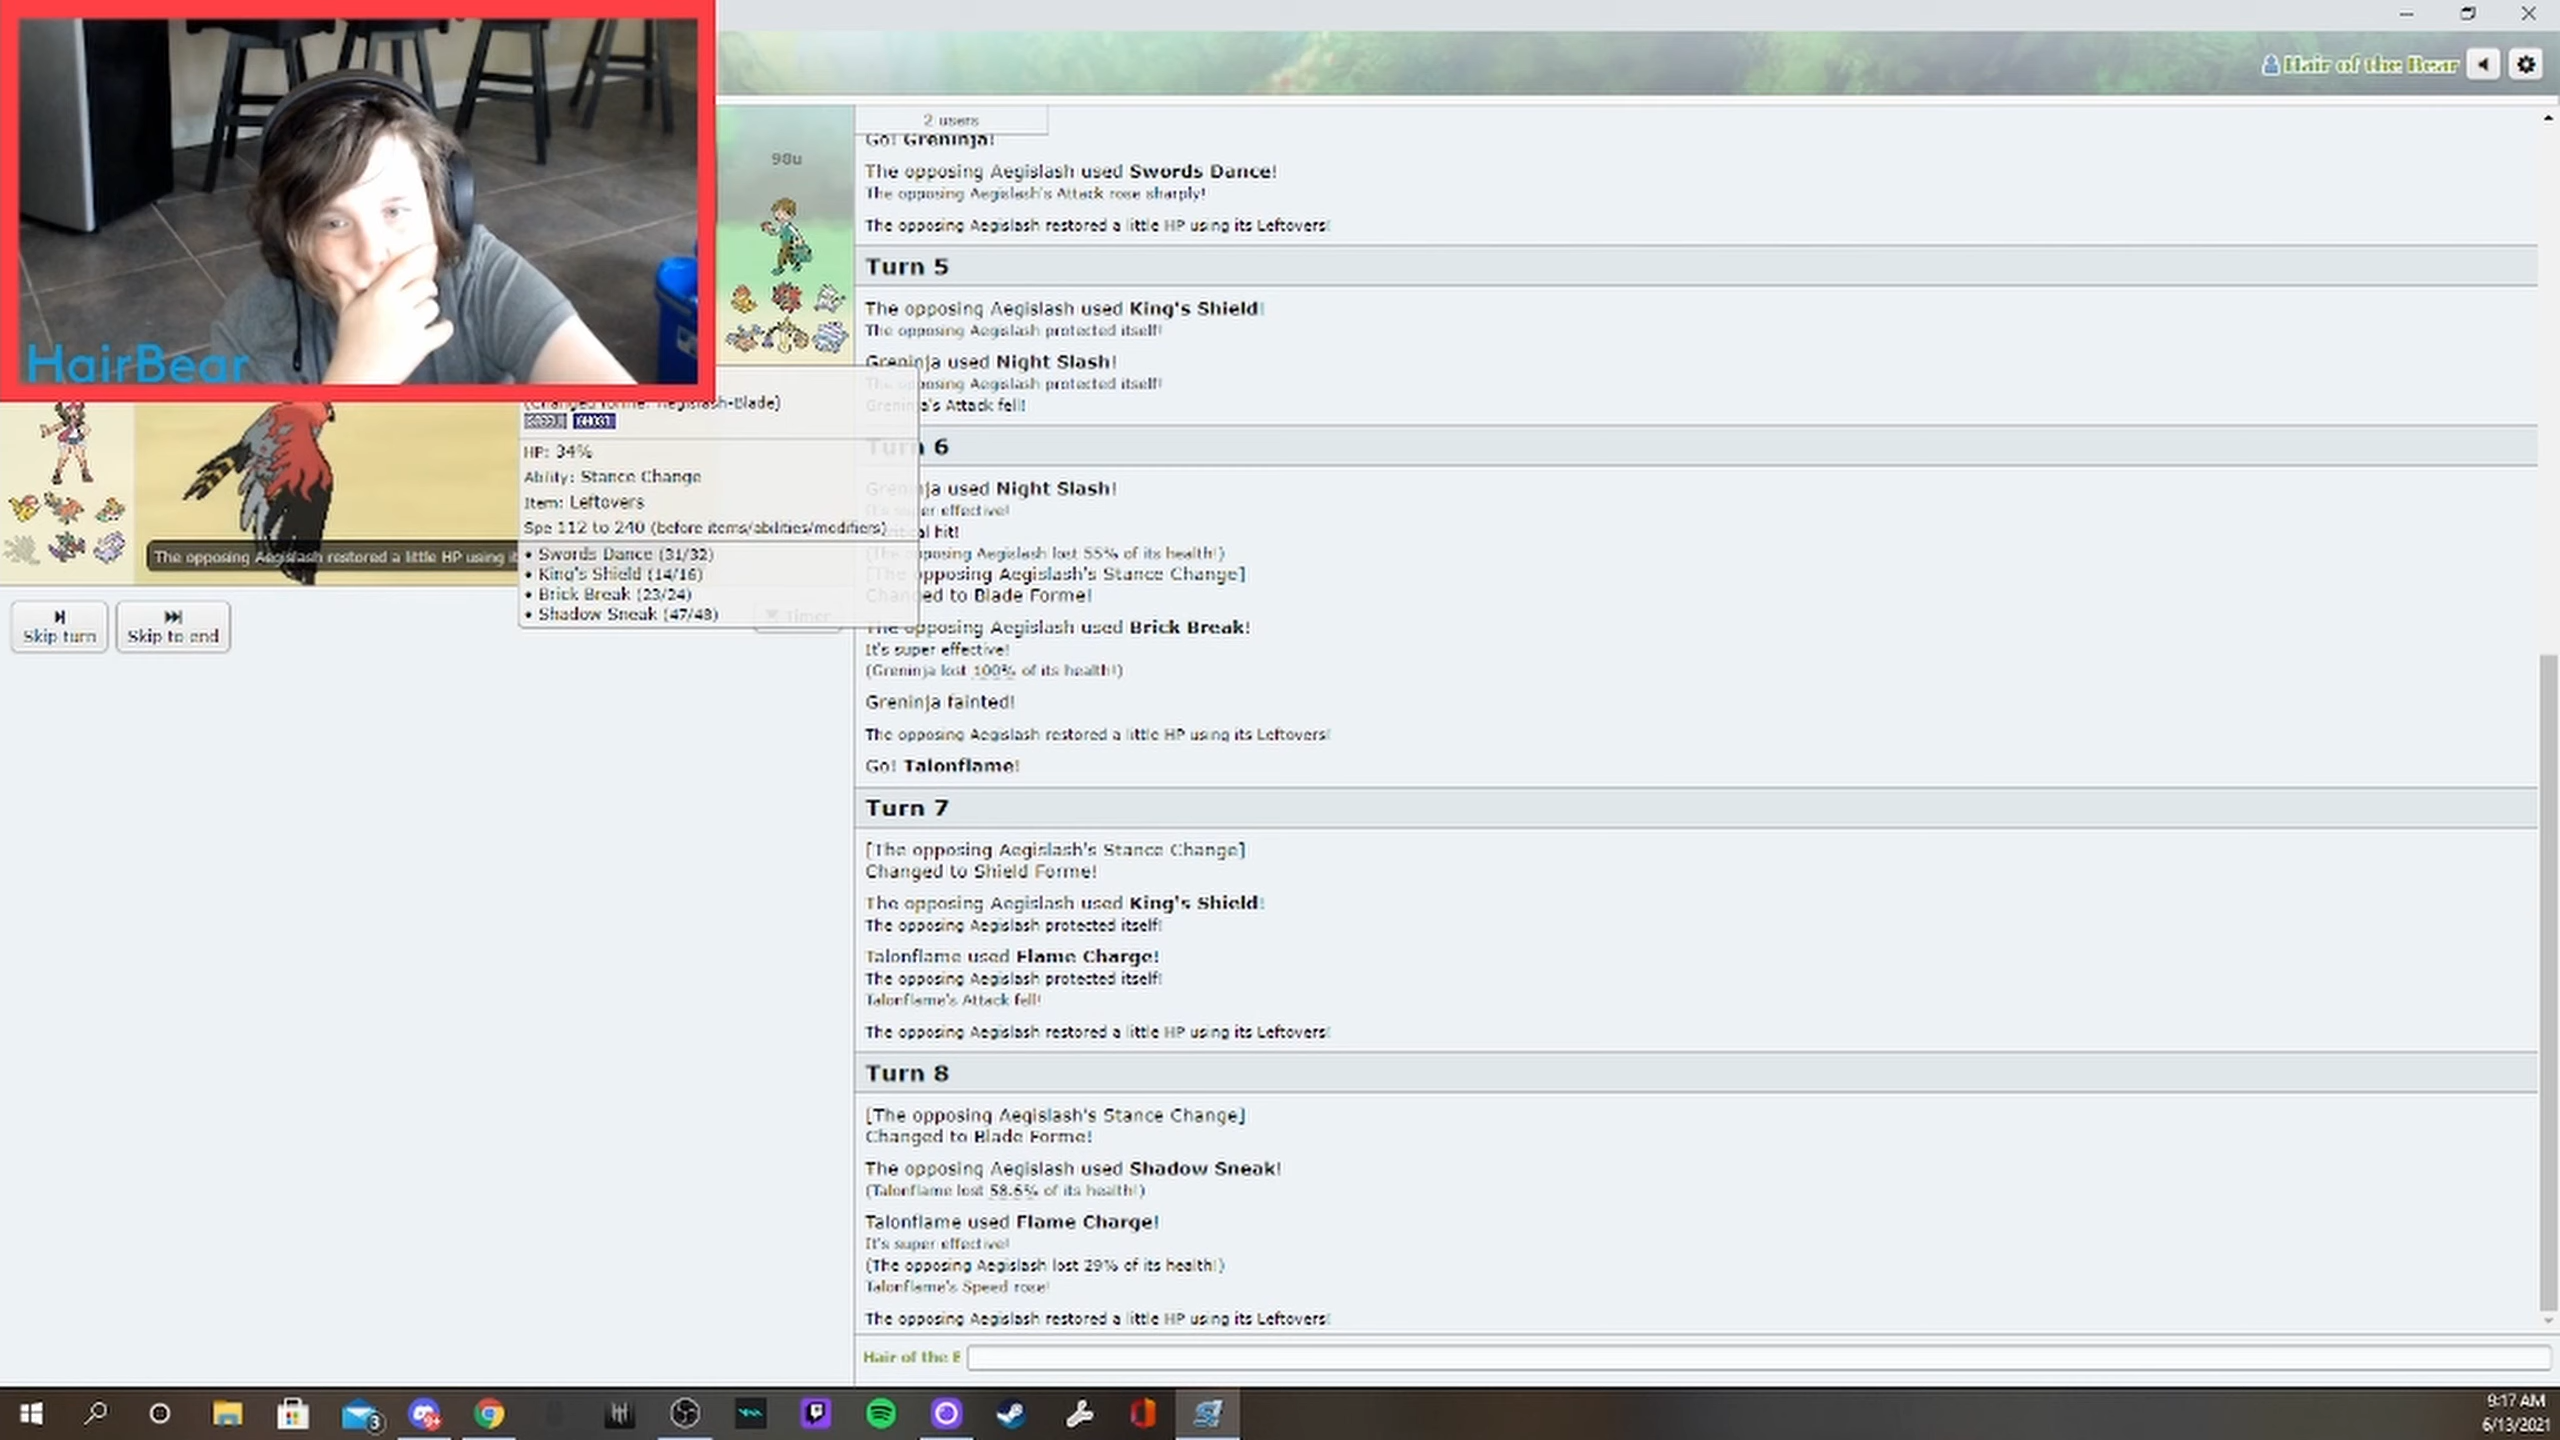 HairBear
Hair of the Bear
98u
(Changed forme: Aegislash-Blade)
GHOST
HP: 34%
Ability: Stance Change
Item: Leftovers
Spe 112 to 240 (before items/abilities/modifiers)
• Swords Dance (31/32)
• King's Shield (14/16)
• Brick Break (23/24)
• Shadow Sneak (47/48)
The opposing Aegislash restored a little HP using i
Timer
Skip turn
Skip to end
2 users
Go! Greninja!
The opposing Aegislash used Swords Dance!
The opposing Aegislash's Attack rose sharply!
The opposing Aegislash restored a little HP using its Leftovers!
Turn 5
The opposing Aegislash used King's Shield!
The opposing Aegislash protected itself!
Greninja used Night Slash!
The opposing Aegislash protected itself!
Greninja's Attack fell!
Turn 6
Greninja used Night Slash!
It's super effective!
Critical hit!
(The opposing Aegislash lost 55% of its health!)
[The opposing Aegislash's Stance Change]
Changed to Blade Forme!
The opposing Aegislash used Brick Break!
It's super effective!
(Greninja lost 100% of its health!)
Greninja fainted!
The opposing Aegislash restored a little HP using its Leftovers!
Go! Talonflame!
Turn 7
[The opposing Aegislash's Stance Change]
Changed to Shield Forme!
The opposing Aegislash used King's Shield!
The opposing Aegislash protected itself!
Talonflame used Flame Charge!
The opposing Aegislash protected itself!
Talonflame's Attack fell!
The opposing Aegislash restored a little HP using its Leftovers!
Turn 8
[The opposing Aegislash's Stance Change]
Changed to Blade Forme!
The opposing Aegislash used Shadow Sneak!
(Talonflame lost 58.6% of its health!)
Talonflame used Flame Charge!
It's super effective!
(The opposing Aegislash lost 29% of its health!)
Talonflame's Speed rose!
The opposing Aegislash restored a little HP using its Leftovers!
Hair of the B
3
9+
9:17 AM
6/13/2021